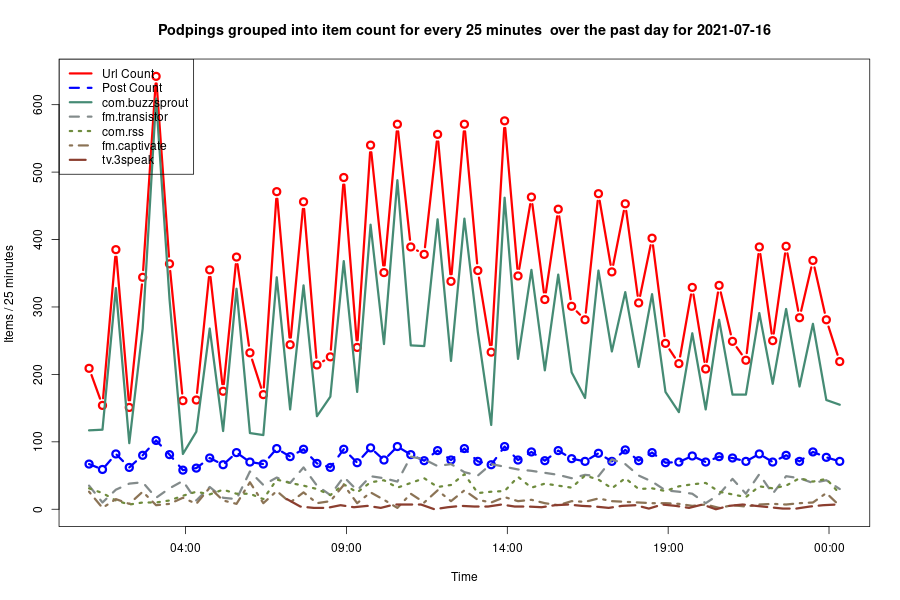 Podpings grouped into item count for every 25 minutes  over the past day for 2021-07-16
Url Count
Post Count
com.buzzsprout
fm.transistor
com.rss
fm.captivate
tv.3speak
Items / 25 minutes
600
500
400
300
200
100
0
04:00 09:00 14:00 19:00 00:00
Time